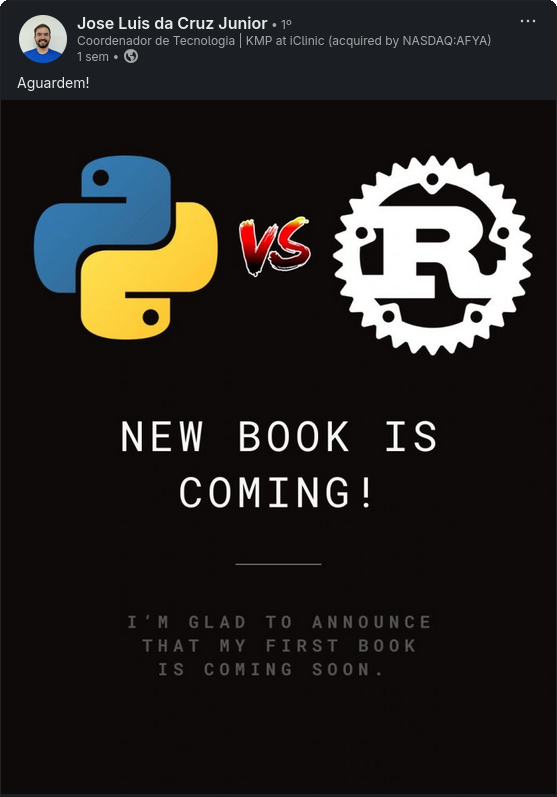 Jose Luis da Cruz Junior • 1º
Coordenador de Tecnologia | KMP at iClinic (acquired by NASDAQ:AFYA)
1 sem •
Aguardem!
VS
R
NEW BOOK IS
COMING!
I'M GLAD TO ANNOUNCE
THAT MY FIRST BOOK
IS COMING SOON.